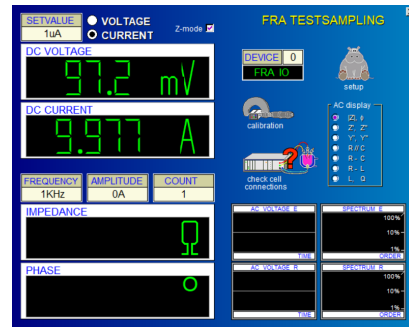 SETVALUE
1uA
VOLTAGE
CURRENT
Z-mode
FRA TESTSAMPLING
DC VOLTAGE
97.2 mV
DEVICE 0
FRA IO
setup
DC CURRENT
9.977 A
calibration
AC display
|Z|, φ
Z', Z"
Y', Y"
R//C
R - C
R - L
L, Q
check cell
connections
FREQUENCY
1KHz
AMPLITUDE
0A
COUNT
1
IMPEDANCE
Ω
PHASE
°
AC VOLTAGE E
TIME
SPECTRUM E
100%
10%
1%
ORDER
AC VOLTAGE R
TIME
SPECTRUM R
100%
10%
1%
ORDER